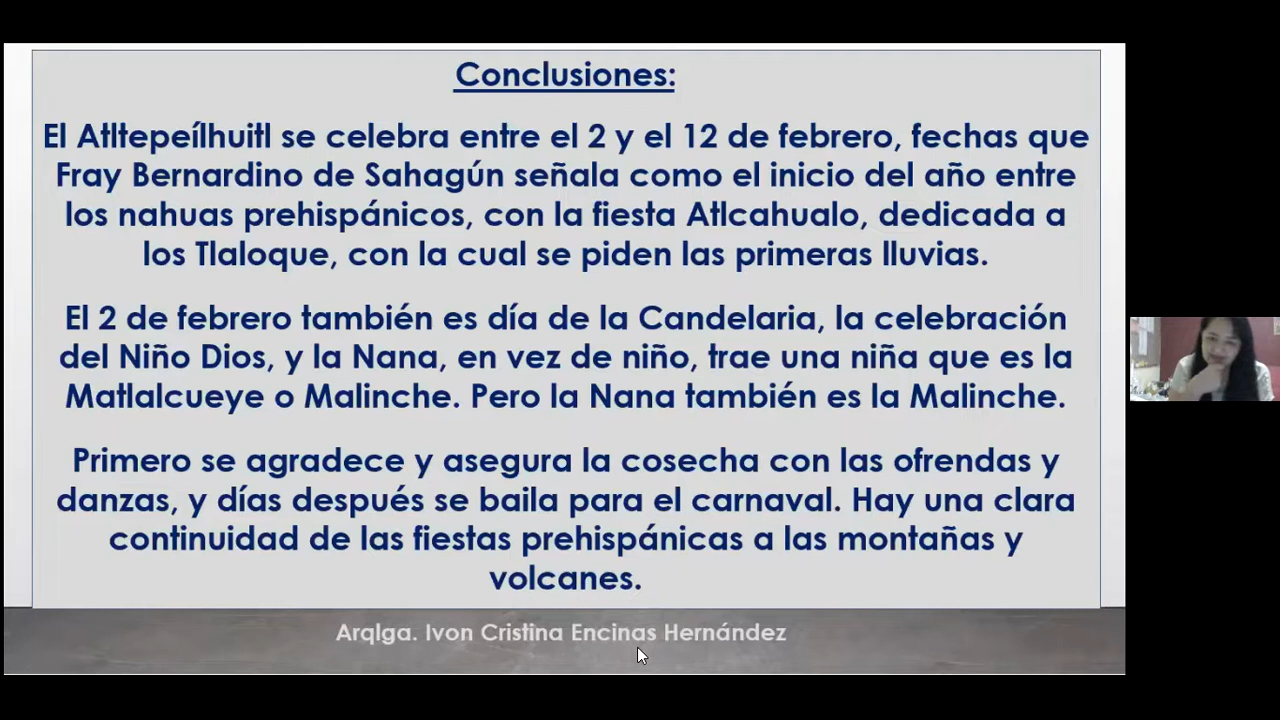 Conclusiones:
El Atltepeílhuitl se celebra entre el 2 y el 12 de febrero, fechas que
Fray Bernardino de Sahagún señala como el inicio del año entre
los nahuas prehispánicos, con la fiesta Atlcahualo, dedicada a
los Tlaloque, con la cual se piden las primeras lluvias.
El 2 de febrero también es día de la Candelaria, la celebración
del Niño Dios, y la Nana, en vez de niño, trae una niña que es la
Matlalcueye o Malinche. Pero la Nana también es la Malinche.
Primero se agradece y asegura la cosecha con las ofrendas y
danzas, y días después se baila para el carnaval. Hay una clara
continuidad de las fiestas prehispánicas a las montañas y
volcanes.
Arqlga. Ivon Cristina Encinas Hernández